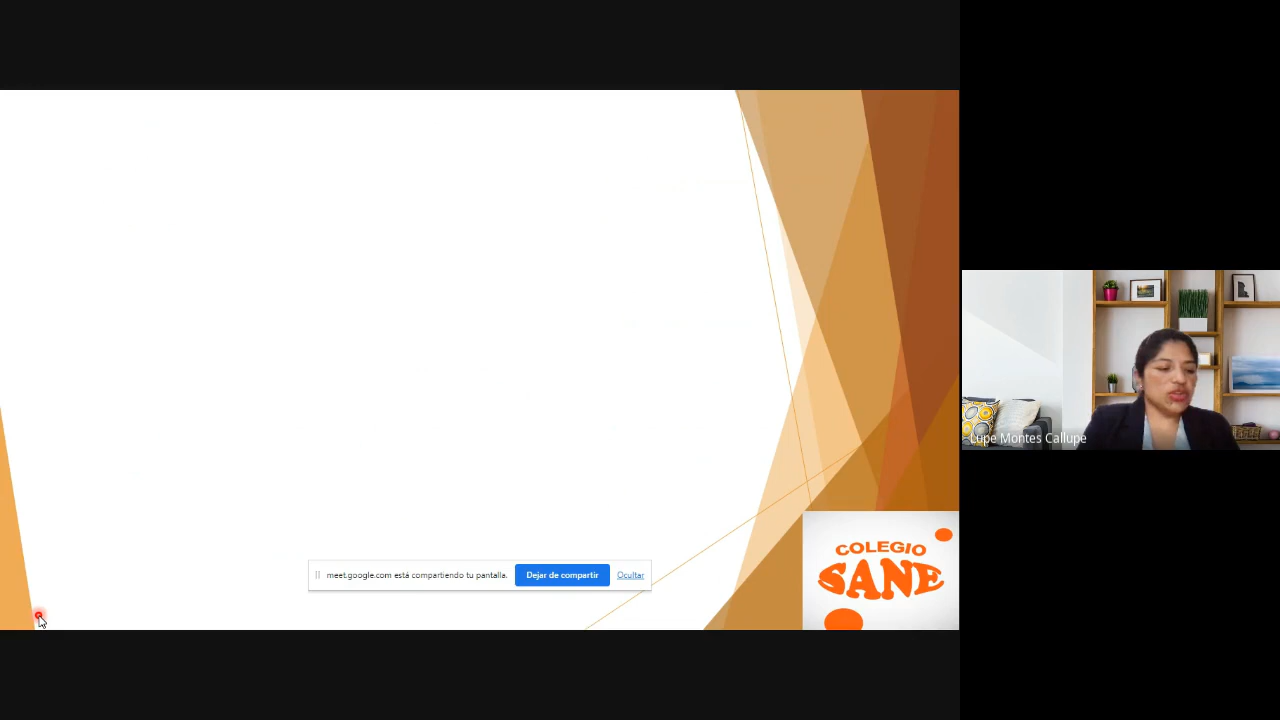 meet.google.com está compartiendo tu pantalla.
Dejar de compartir
Ocultar
COLEGIO
SANE
Lupe Montes Callupe